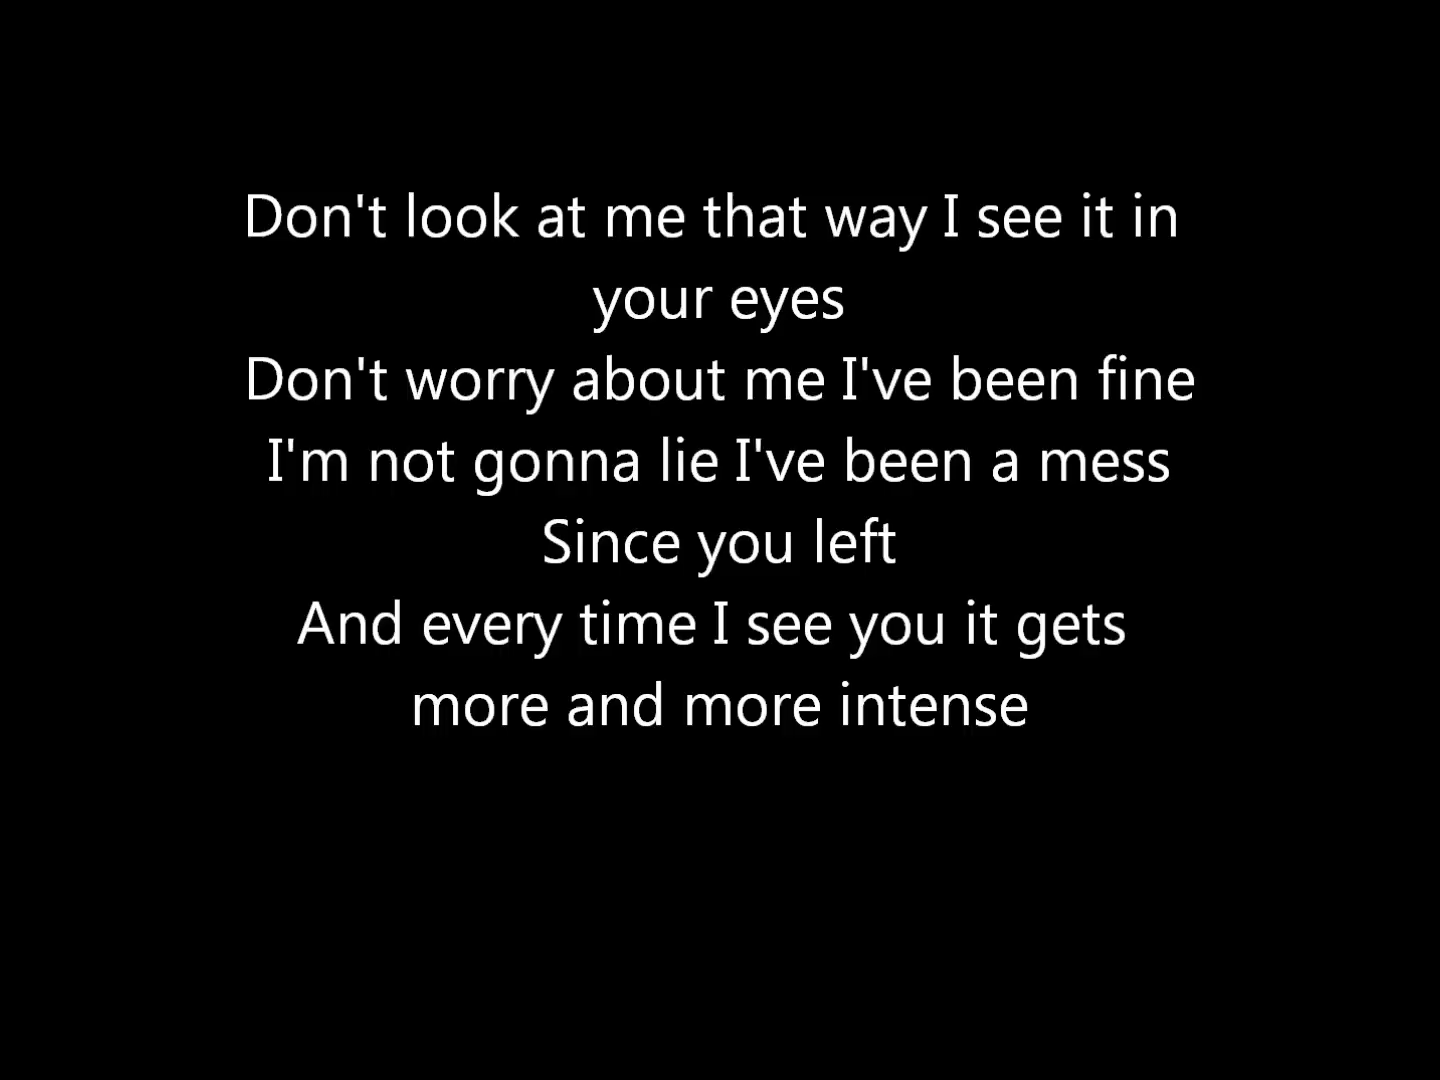 Don't look at me that way I see it in
your eyes
Don't worry about me I've been fine
I'm not gonna lie I've been a mess
Since you left
And every time I see you it gets
more and more intense